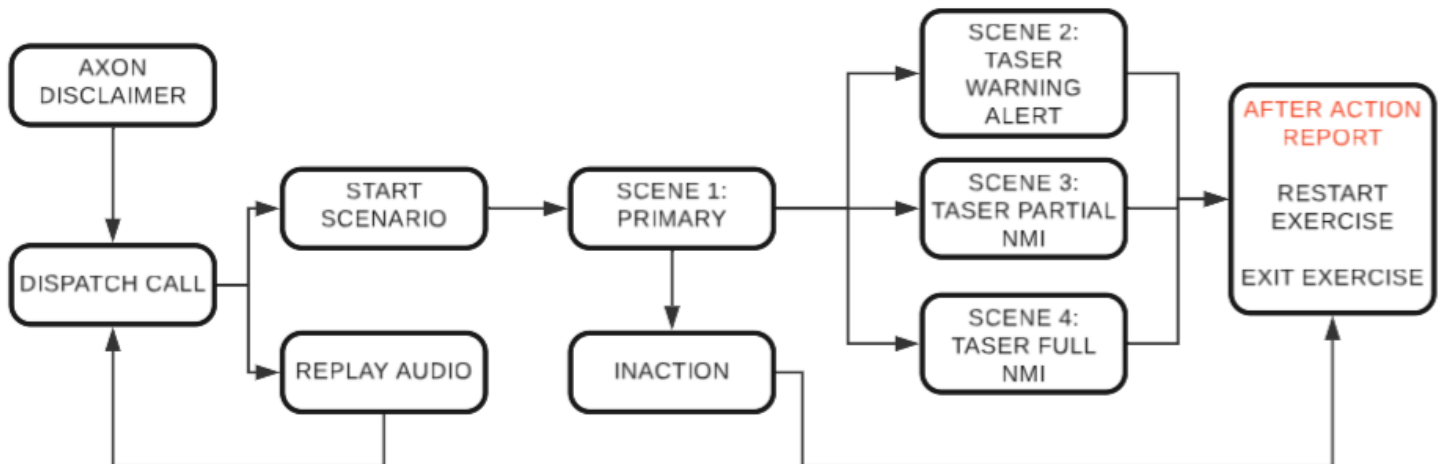 AXON
DISCLAIMER
DISPATCH CALL
START
SCENARIO
REPLAY AUDIO
SCENE 1:
PRIMARY
INACTION
SCENE 2:
TASER
WARNING
ALERT
SCENE 3:
TASER PARTIAL
NMI
SCENE 4:
TASER FULL
NMI
AFTER ACTION
REPORT
RESTART
EXERCISE
EXIT EXERCISE